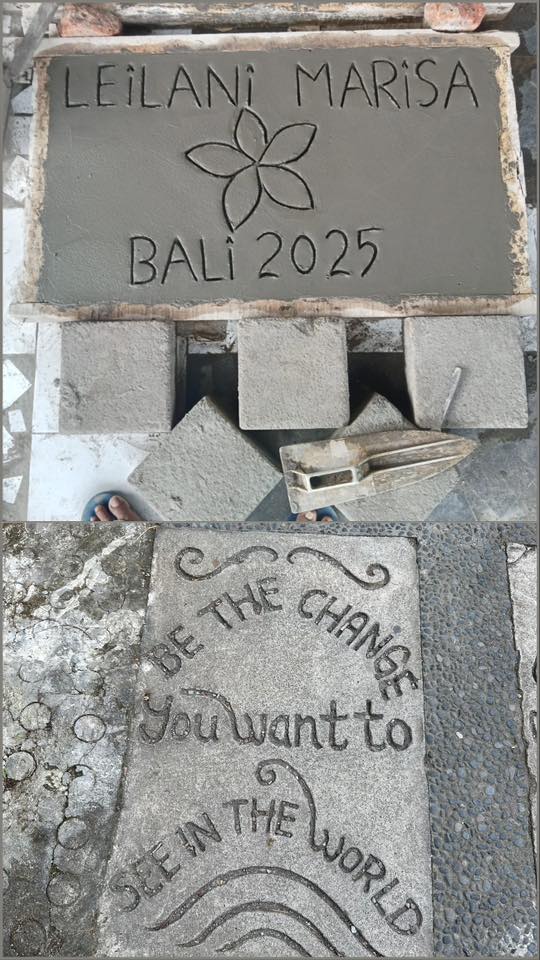 LEiLANi MARiSA
BALi 2025
BE THE CHANGE
you want to
SEE IN THE WORLD